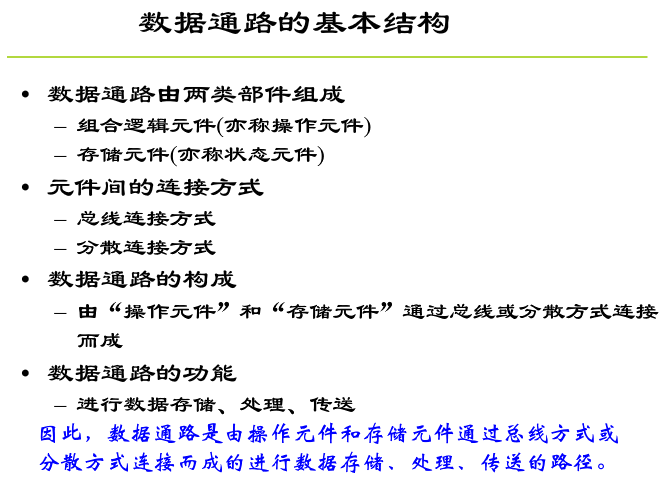 数据通路的基本结构
• 数据通路由两类部件组成
– 组合逻辑元件(亦称操作元件)
– 存储元件(亦称状态元件)
• 元件间的连接方式
– 总线连接方式
– 分散连接方式
• 数据通路的构成
– 由“操作元件”和“存储元件”通过总线或分散方式连接
而成
• 数据通路的功能
– 进行数据存储、处理、传送
因此，数据通路是由操作元件和存储元件通过总线方式或
分散方式连接而成的进行数据存储、处理、传送的路径。